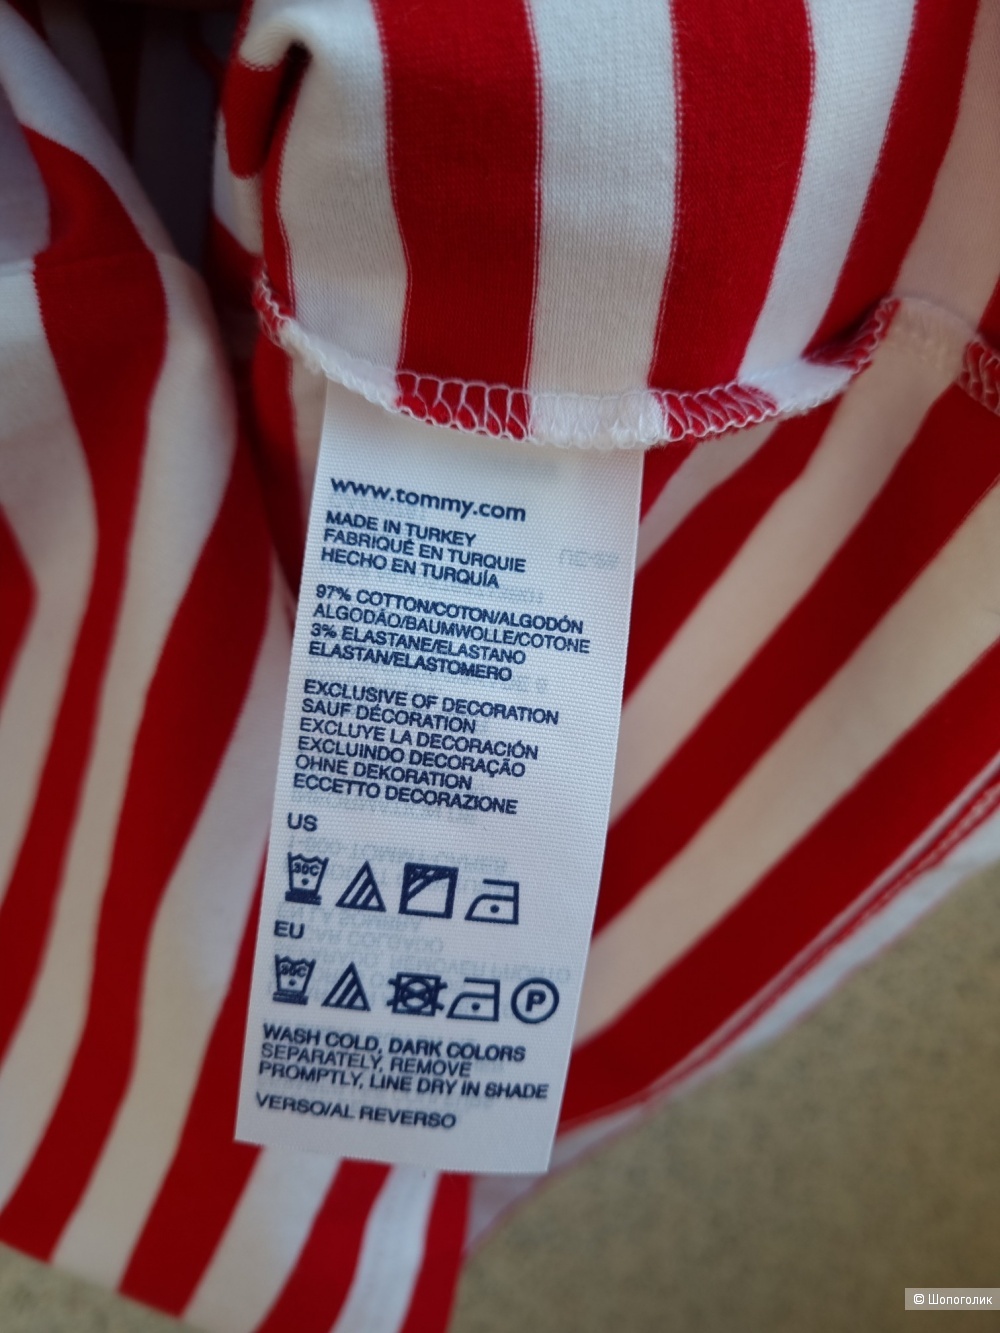 www.tommy.com
MADE IN TURKEY
FABRIQUÉ EN TURQUIE
HECHO EN TURQUÍA
97% COTTON/COTON/ALGODÓN
ALGODÃO/BAUMWOLLE/COTONE
3% ELASTANE/ELASTANO
ELASTAN/ELASTOMERO
EXCLUSIVE OF DECORATION
SAUF DÉCORATION
EXCLUYE LA DECORACIÓN
EXCLUINDO DECORAÇÃO
OHNE DEKORATION
ECCETTO DECORAZIONE
US
30C
EU
30C P
WASH COLD, DARK COLORS
SEPARATELY, REMOVE
PROMPTLY, LINE DRY IN SHADE
VERSO/AL REVERSO
© Шопоголик